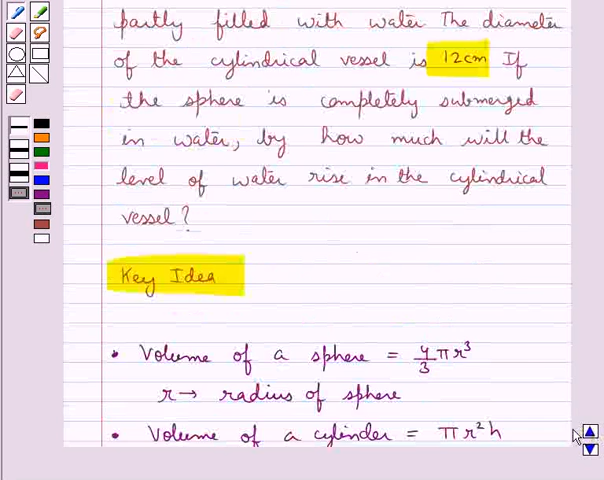 partly filled with water The diameter
of the cylindrical vessel is 12cm If
the sphere is completely submerged
in water, by how much will the
level of water rise in the cylindrical
vessel?
Key Idea
• Volume of a sphere = 4/3 πr³
r → radius of sphere
• Volume of a cylinder = πr²h